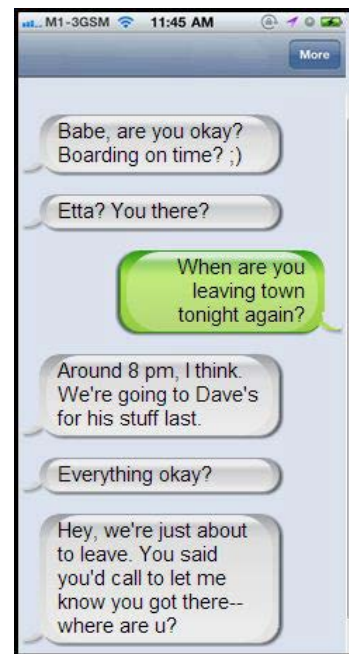 M1-3GSM 11:45 AM
More
Babe, are you okay?
Boarding on time? ;)
Etta? You there?
When are you
leaving town
tonight again?
Around 8 pm, I think.
We're going to Dave's
for his stuff last.
Everything okay?
Hey, we're just about
to leave. You said
you'd call to let me
know you got there--
where are u?